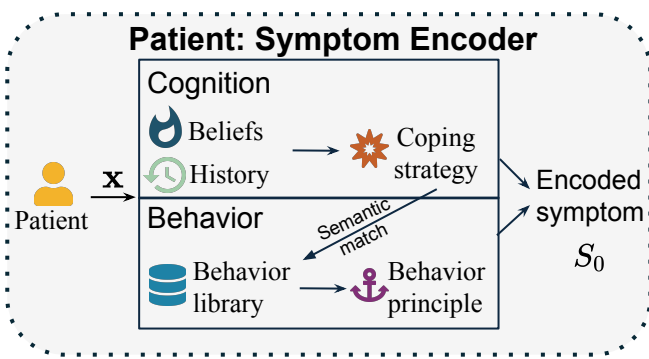 Patient: Symptom Encoder
Cognition
Beliefs
History
Coping
strategy
x
Patient
Behavior
Semantic
match
Behavior
library
Behavior
principle
Encoded
symptom
S₀